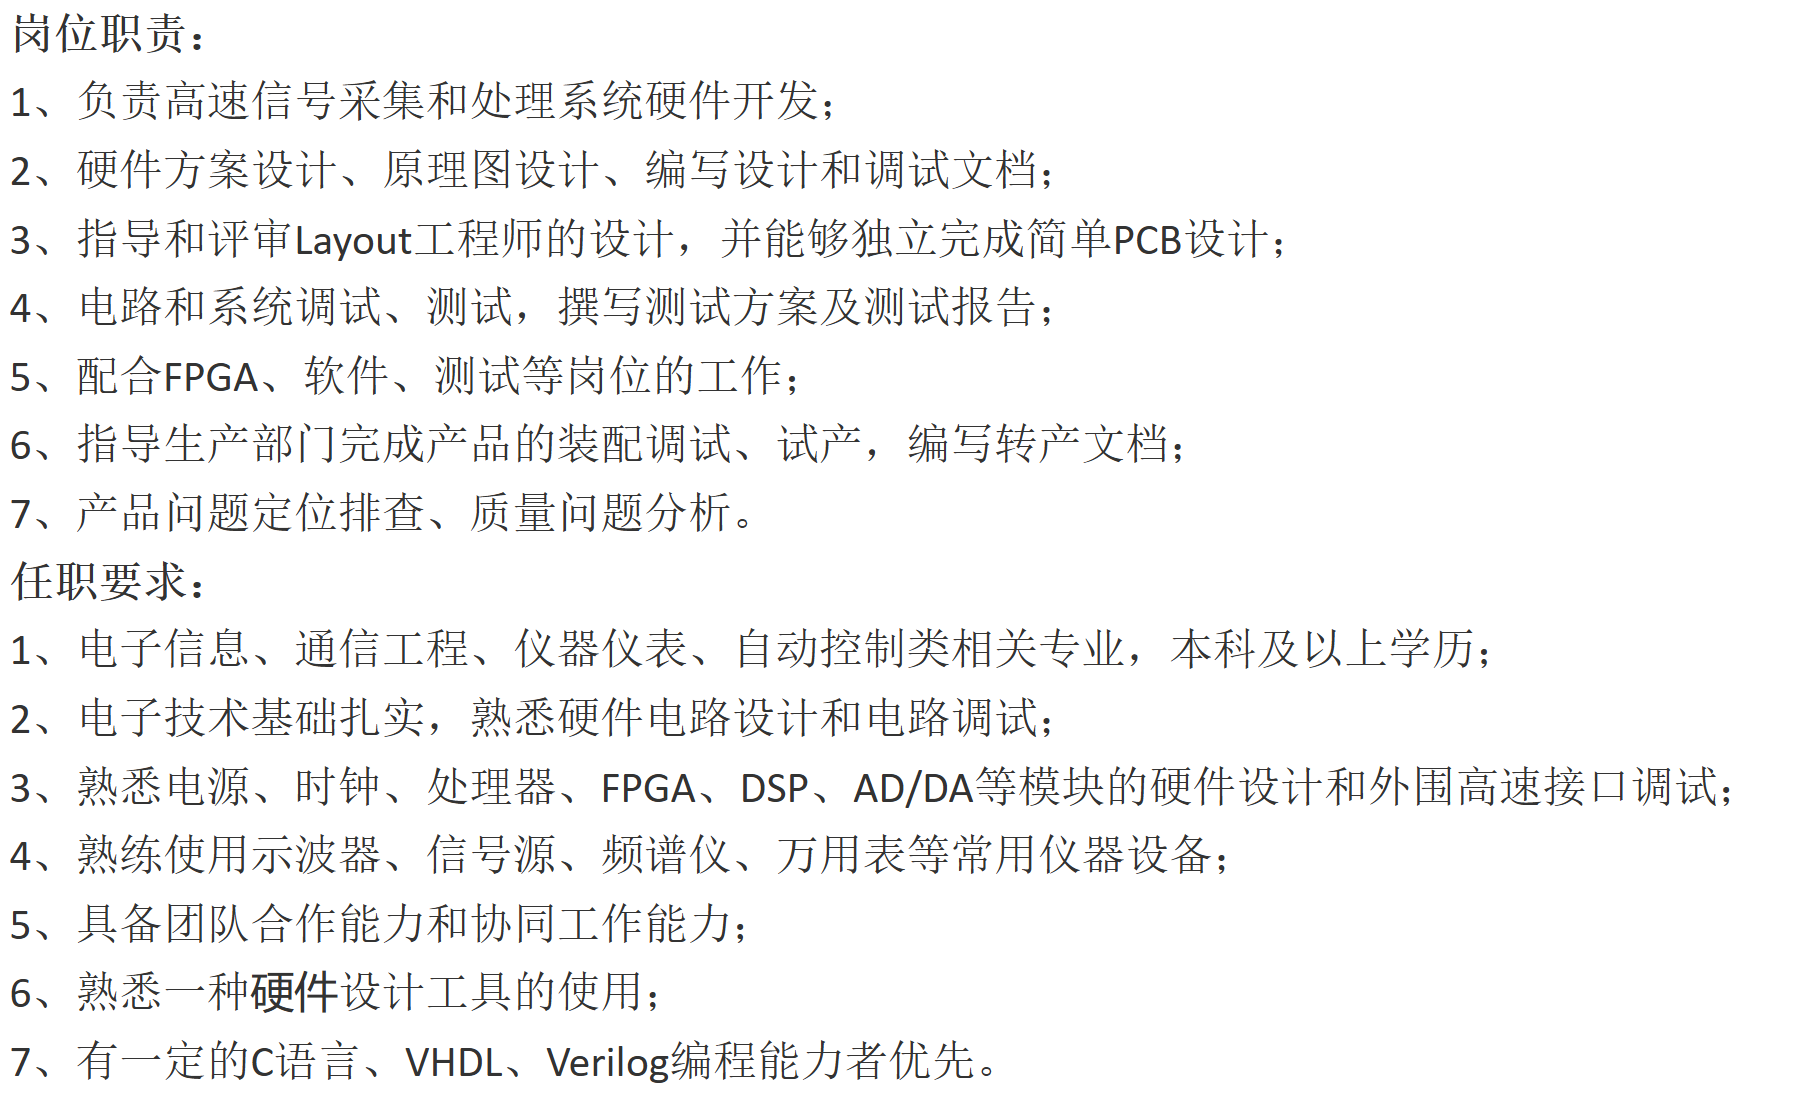 岗位职责：
1、负责高速信号采集和处理系统硬件开发；
2、硬件方案设计、原理图设计、编写设计和调试文档；
3、指导和评审Layout工程师的设计，并能够独立完成简单PCB设计；
4、电路和系统调试、测试，撰写测试方案及测试报告；
5、配合FPGA、软件、测试等岗位的工作；
6、指导生产部门完成产品的装配调试、试产，编写转产文档；
7、产品问题定位排查、质量问题分析。
任职要求：
1、电子信息、通信工程、仪器仪表、自动控制类相关专业，本科及以上学历；
2、电子技术基础扎实，熟悉硬件电路设计和电路调试；
3、熟悉电源、时钟、处理器、FPGA、DSP、AD/DA等模块的硬件设计和外围高速接口调试；
4、熟练使用示波器、信号源、频谱仪、万用表等常用仪器设备；
5、具备团队合作能力和协同工作能力；
6、熟悉一种硬件设计工具的使用；
7、有一定的C语言、VHDL、Verilog编程能力者优先。